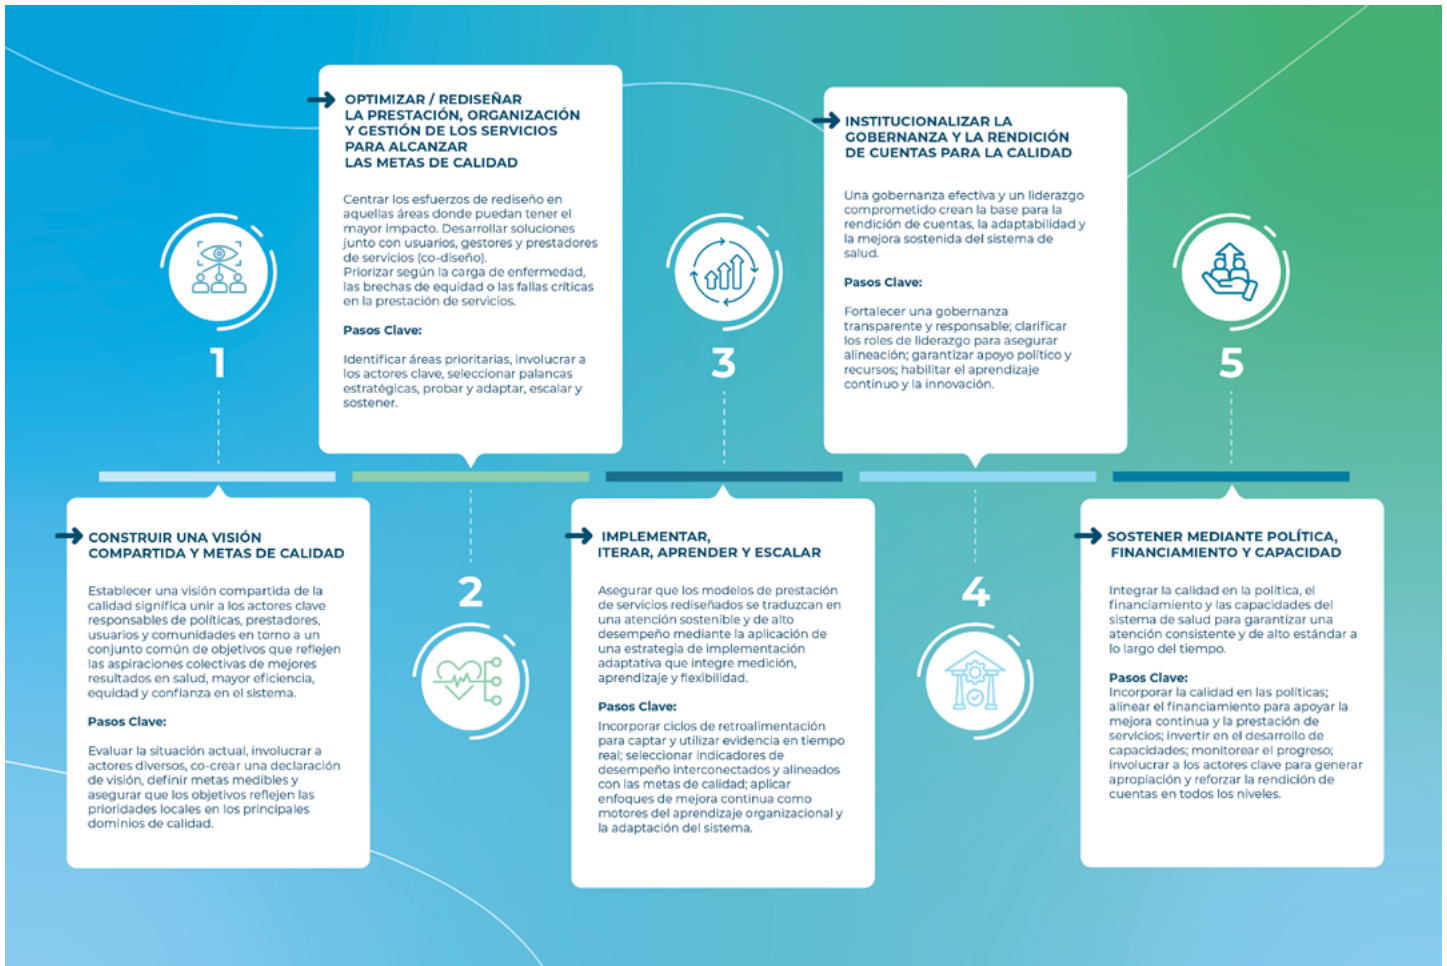 1
CONSTRUIR UNA VISIÓN
COMPARTIDA Y METAS DE CALIDAD
Establecer una visión compartida de la
calidad significa unir a los actores clave
responsables de políticas, prestadores,
usuarios y comunidades en torno a un
conjunto común de objetivos que reflejen
las aspiraciones colectivas de mejores
resultados en salud, mayor eficiencia,
equidad y confianza en el sistema.
Pasos Clave:
Evaluar la situación actual, involucrar a
actores diversos, co-crear una declaración
de visión, definir metas medibles y
asegurar que los objetivos reflejen las
prioridades locales en los principales
dominios de calidad.
2
OPTIMIZAR / REDISEÑAR
LA PRESTACIÓN, ORGANIZACIÓN
Y GESTIÓN DE LOS SERVICIOS
PARA ALCANZAR
LAS METAS DE CALIDAD
Centrar los esfuerzos de rediseño en
aquellas áreas donde puedan tener el
mayor impacto. Desarrollar soluciones
junto con usuarios, gestores y prestadores
de servicios (co-diseño).
Priorizar según la carga de enfermedad,
las brechas de equidad o las fallas críticas
en la prestación de servicios.
Pasos Clave:
Identificar áreas prioritarias, involucrar a
los actores clave, seleccionar palancas
estratégicas, probar y adaptar, escalar y
sostener.
3
IMPLEMENTAR,
ITERAR, APRENDER Y ESCALAR
Asegurar que los modelos de prestación
de servicios rediseñados se traduzcan en
una atención sostenible y de alto
desempeño mediante la aplicación de
una estrategia de implementación
adaptativa que integre medición,
aprendizaje y flexibilidad.
Pasos Clave:
Incorporar ciclos de retroalimentación
para captar y utilizar evidencia en tiempo
real; seleccionar indicadores de
desempeño interconectados y alineados
con las metas de calidad; aplicar
enfoques de mejora continua como
motores del aprendizaje organizacional y
la adaptación del sistema.
4
INSTITUCIONALIZAR LA
GOBERNANZA Y LA RENDICIÓN
DE CUENTAS PARA LA CALIDAD
Una gobernanza efectiva y un liderazgo
comprometido crean la base para la
rendición de cuentas, la adaptabilidad y
la mejora sostenida del sistema de
salud.
Pasos Clave:
Fortalecer una gobernanza
transparente y responsable; clarificar
los roles de liderazgo para asegurar
alineación; garantizar apoyo político y
recursos; habilitar el aprendizaje
continuo y la innovación.
5
SOSTENER MEDIANTE POLÍTICA,
FINANCIAMIENTO Y CAPACIDAD
Integrar la calidad en la política, el
financiamiento y las capacidades del
sistema de salud para garantizar una
atención consistente y de alto estándar a
lo largo del tiempo.
Pasos Clave:
Incorporar la calidad en las políticas;
alinear el financiamiento para apoyar la
mejora continua y la prestación de
servicios; invertir en el desarrollo de
capacidades; monitorear el progreso;
involucrar a los actores clave para generar
apropiación y reforzar la rendición de
cuentas en todos los niveles.